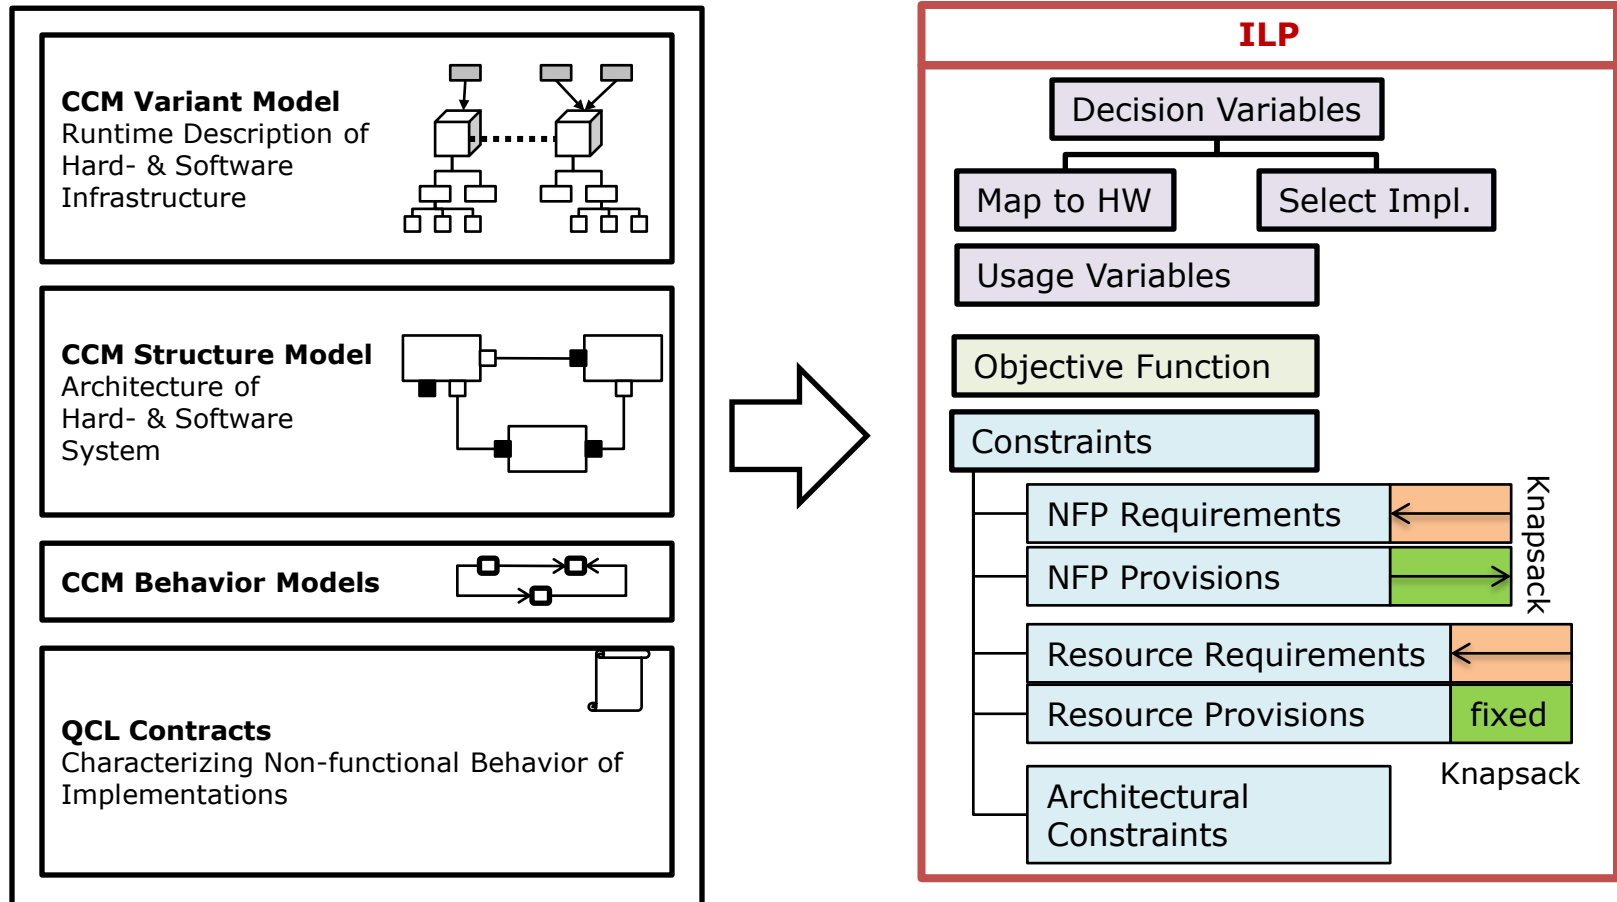 CCM Variant Model
Runtime Description of
Hard- & Software
Infrastructure
CCM Structure Model
Architecture of
Hard- & Software
System
CCM Behavior Models
QCL Contracts
Characterizing Non-functional Behavior of
Implementations
ILP
Decision Variables
Map to HW
Select Impl.
Usage Variables
Objective Function
Constraints
NFP Requirements
NFP Provisions
Knapsack
Resource Requirements
Resource Provisions
fixed
Knapsack
Architectural
Constraints